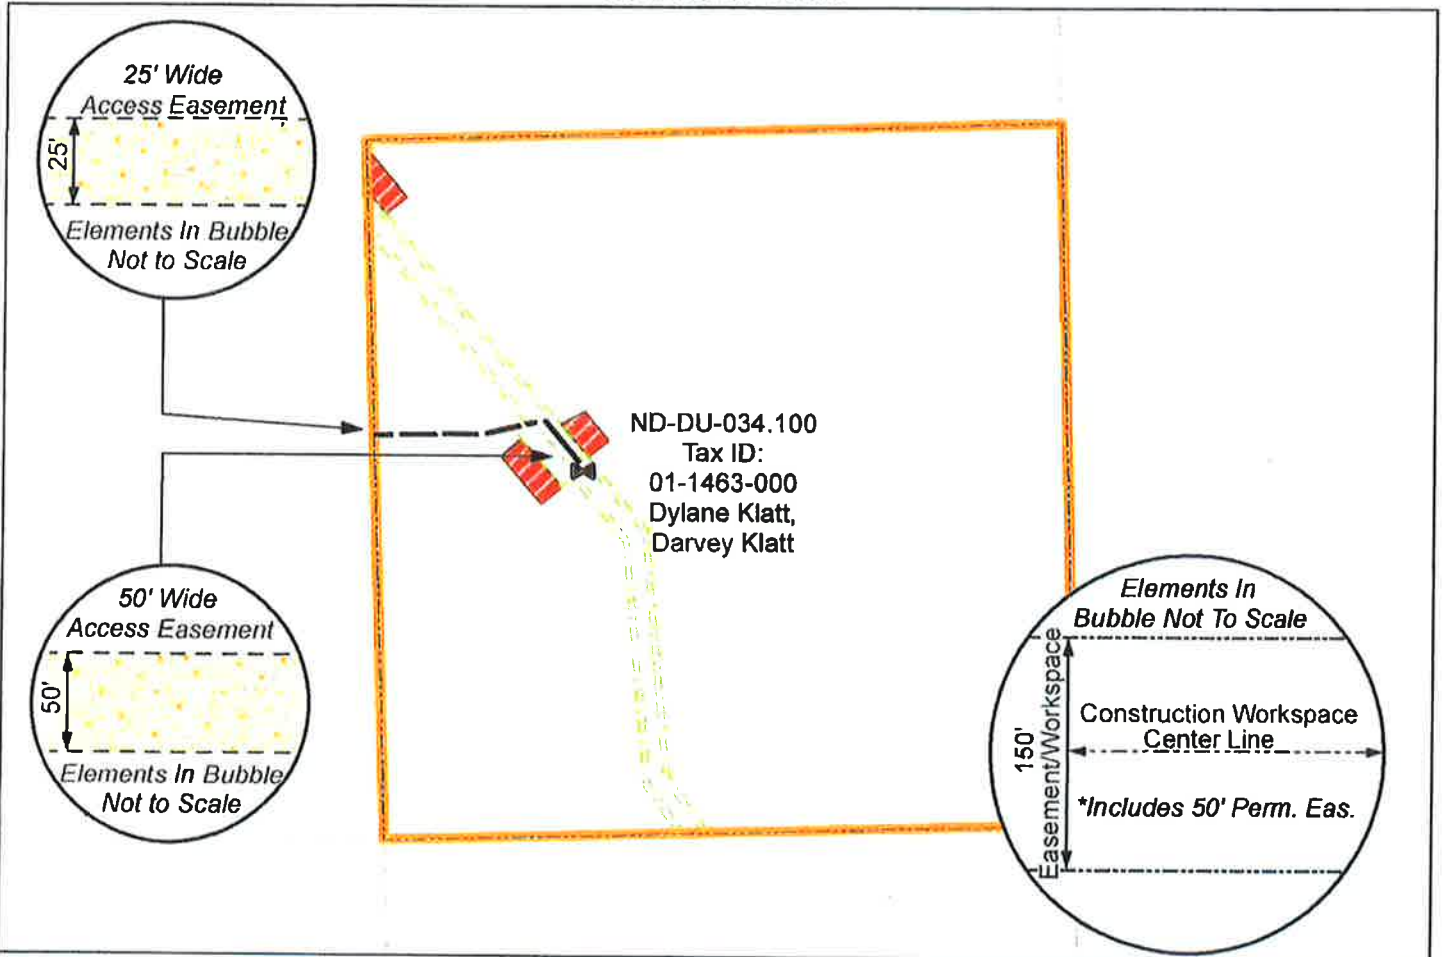 25' Wide
Access Easement
25'
Elements In Bubble
Not to Scale
ND-DU-034.100
Tax ID:
01-1463-000
Dylane Klatt,
Darvey Klatt
50' Wide
Access Easement
50'
Elements In Bubble
Not to Scale
Elements In
Bubble Not To Scale
150'
Easement/Workspace
Construction Workspace
Center Line
*Includes 50' Perm. Eas.